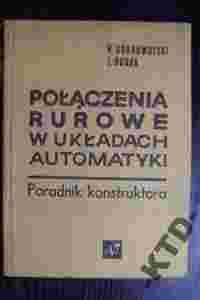 POŁĄCZENIA
RUROWE
W UKŁADACH
AUTOMATYKI
Poradnik konstruktora
KTD